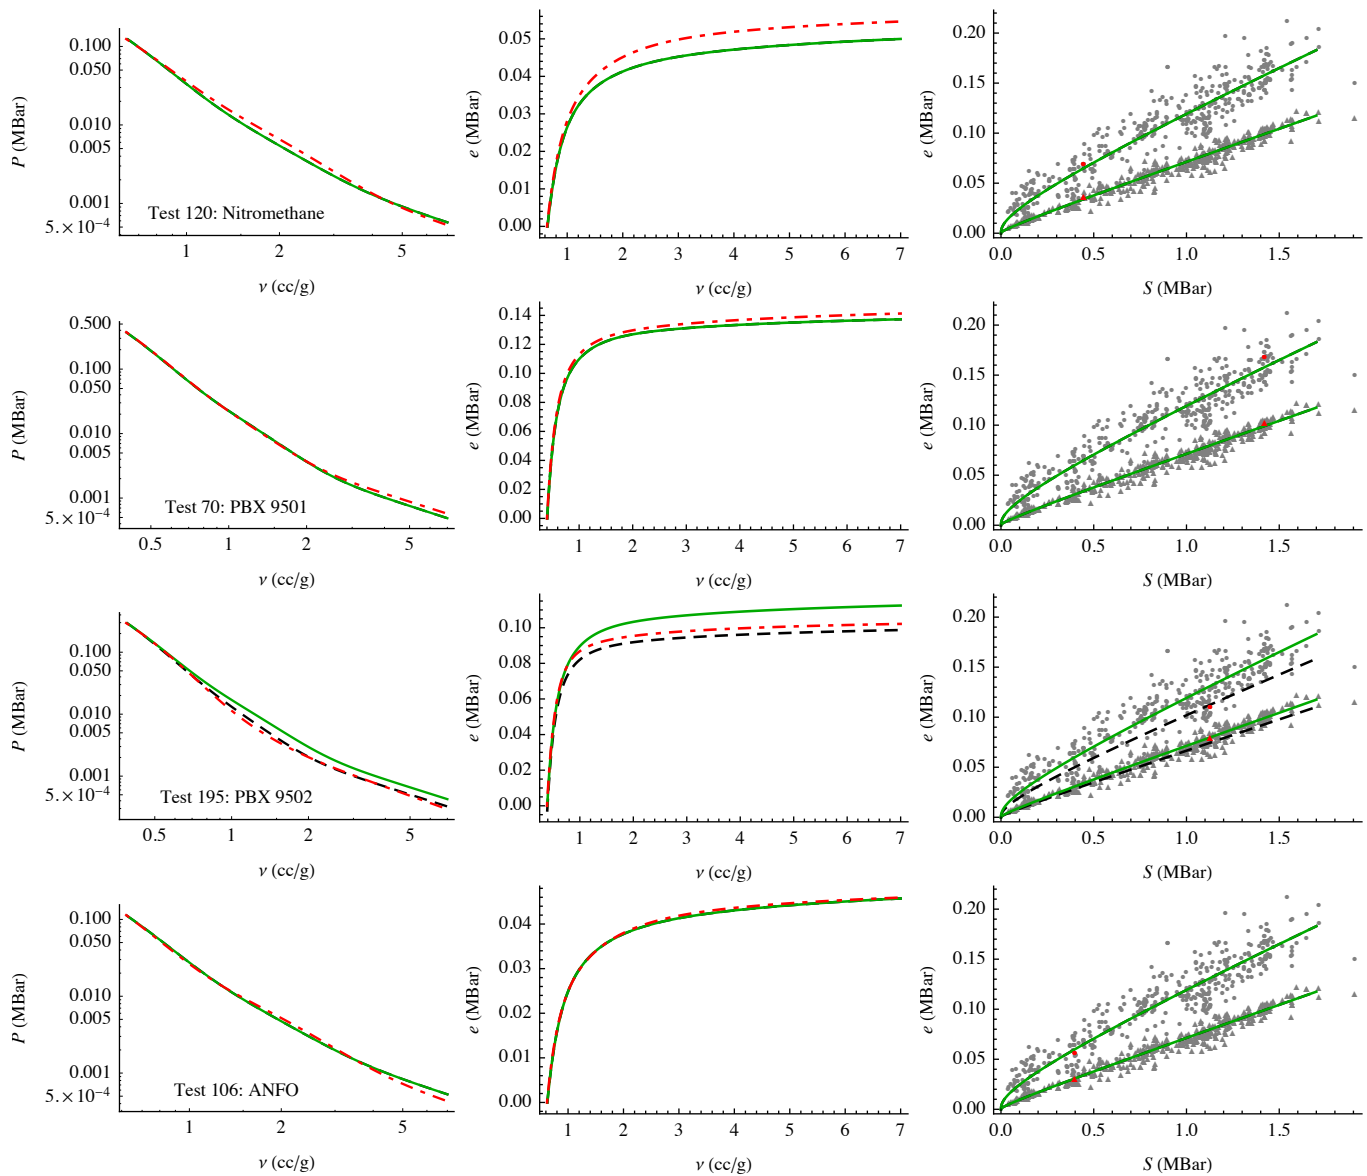 0.100
0.050
0.010
0.005
0.001
5.×10⁻⁴
1
2
5
P (MBar)
ν (cc/g)
Test 120: Nitromethane
0.05
0.04
0.03
0.02
0.01
0.00
1 2 3 4 5 6 7
e (MBar)
ν (cc/g)
0.20
0.15
0.10
0.05
0.00
0.0 0.5 1.0 1.5
e (MBar)
S (MBar)
0.500
0.100
0.050
0.010
0.005
0.001
5.×10⁻⁴
0.5 1 2 5
P (MBar)
ν (cc/g)
Test 70: PBX 9501
0.14
0.12
0.10
0.08
0.06
0.04
0.02
0.00
1 2 3 4 5 6 7
e (MBar)
ν (cc/g)
0.20
0.15
0.10
0.05
0.00
0.0 0.5 1.0 1.5
e (MBar)
S (MBar)
0.100
0.050
0.010
0.005
0.001
5.×10⁻⁴
0.5 1 2 5
P (MBar)
ν (cc/g)
Test 195: PBX 9502
0.10
0.08
0.06
0.04
0.02
0.00
1 2 3 4 5 6 7
e (MBar)
ν (cc/g)
0.20
0.15
0.10
0.05
0.00
0.0 0.5 1.0 1.5
e (MBar)
S (MBar)
0.100
0.050
0.010
0.005
0.001
5.×10⁻⁴
1 2 5
P (MBar)
ν (cc/g)
Test 106: ANFO
0.04
0.03
0.02
0.01
0.00
1 2 3 4 5 6 7
e (MBar)
ν (cc/g)
0.20
0.15
0.10
0.05
0.00
0.0 0.5 1.0 1.5
e (MBar)
S (MBar)